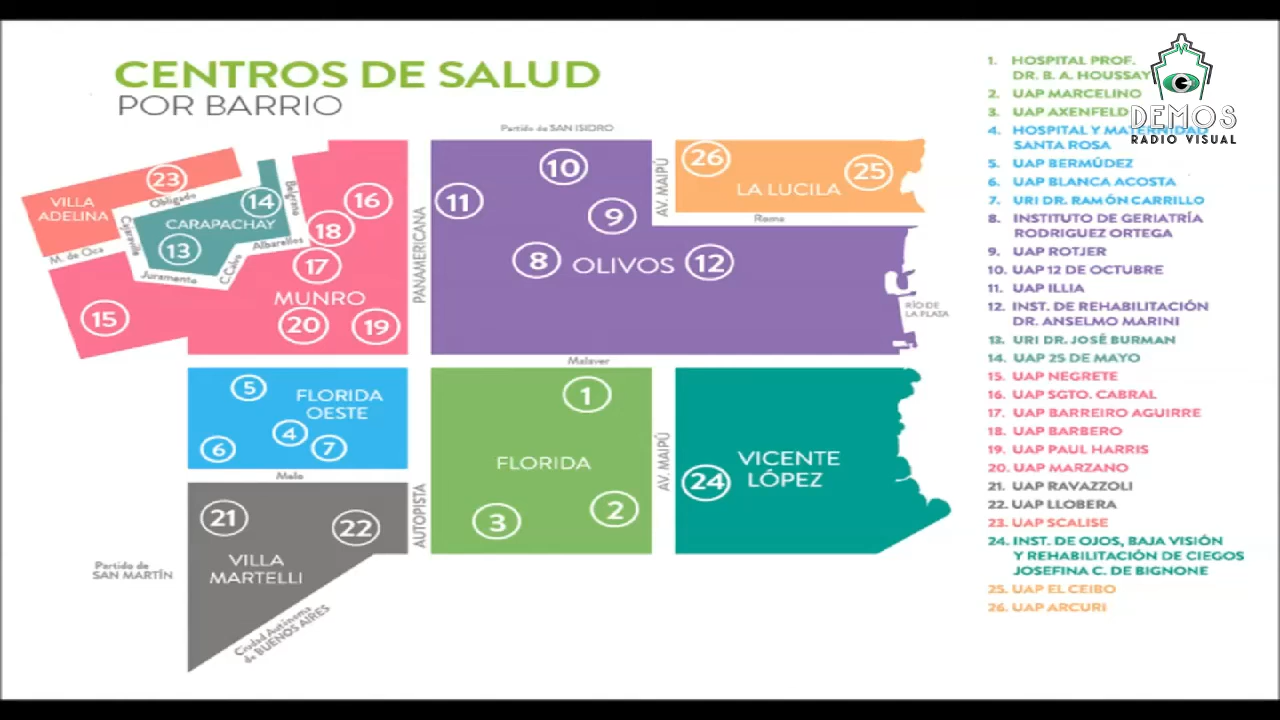 CENTROS DE SALUD
POR BARRIO
Partido de SAN ISIDRO
VILLA
ADELINA
23
Obligado
14
CARAPACHAY
13
Cajaraville
Juramento
C. Calvo
Albarellos
Belgrano
M. de Oca
15
16
18
17
MUNRO
20
19
PANAMERICANA
10
11
9
8
OLIVOS
12
AV. MAIPÚ
26
25
LA LUCILA
Roma
RÍO DE
LA PLATA
Malaver
5
FLORIDA
OESTE
4
6
7
Melo
1
FLORIDA
3
2
AV. MAIPÚ
24
VICENTE
LÓPEZ
AUTOPISTA
21
22
VILLA
MARTELLI
Partido de
SAN MARTÍN
Ciudad Autónoma
de BUENOS AIRES
1. HOSPITAL PROF.
DR. B. A. HOUSSAY
2. UAP MARCELINO
3. UAP AXENFELD
4. HOSPITAL Y MATERNIDAD
SANTA ROSA
5. UAP BERMÚDEZ
6. UAP BLANCA ACOSTA
7. URI DR. RAMÓN CARRILLO
8. INSTITUTO DE GERIATRÍA
RODRIGUEZ ORTEGA
9. UAP ROTJER
10. UAP 12 DE OCTUBRE
11. UAP ILLIA
12. INST. DE REHABILITACIÓN
DR. ANSELMO MARINI
13. URI DR. JOSÉ BURMAN
14. UAP 25 DE MAYO
15. UAP NEGRETE
16. UAP SGTO. CABRAL
17. UAP BARREIRO AGUIRRE
18. UAP BARBERO
19. UAP PAUL HARRIS
20. UAP MARZANO
21. UAP RAVAZZOLI
22. UAP LLOBERA
23. UAP SCALISE
24. INST. DE OJOS, BAJA VISIÓN
Y REHABILITACIÓN DE CIEGOS
JOSEFINA C. DE BIGNONE
25. UAP EL CEIBO
26. UAP ARCURI
DEMOS
RADIO VISUAL